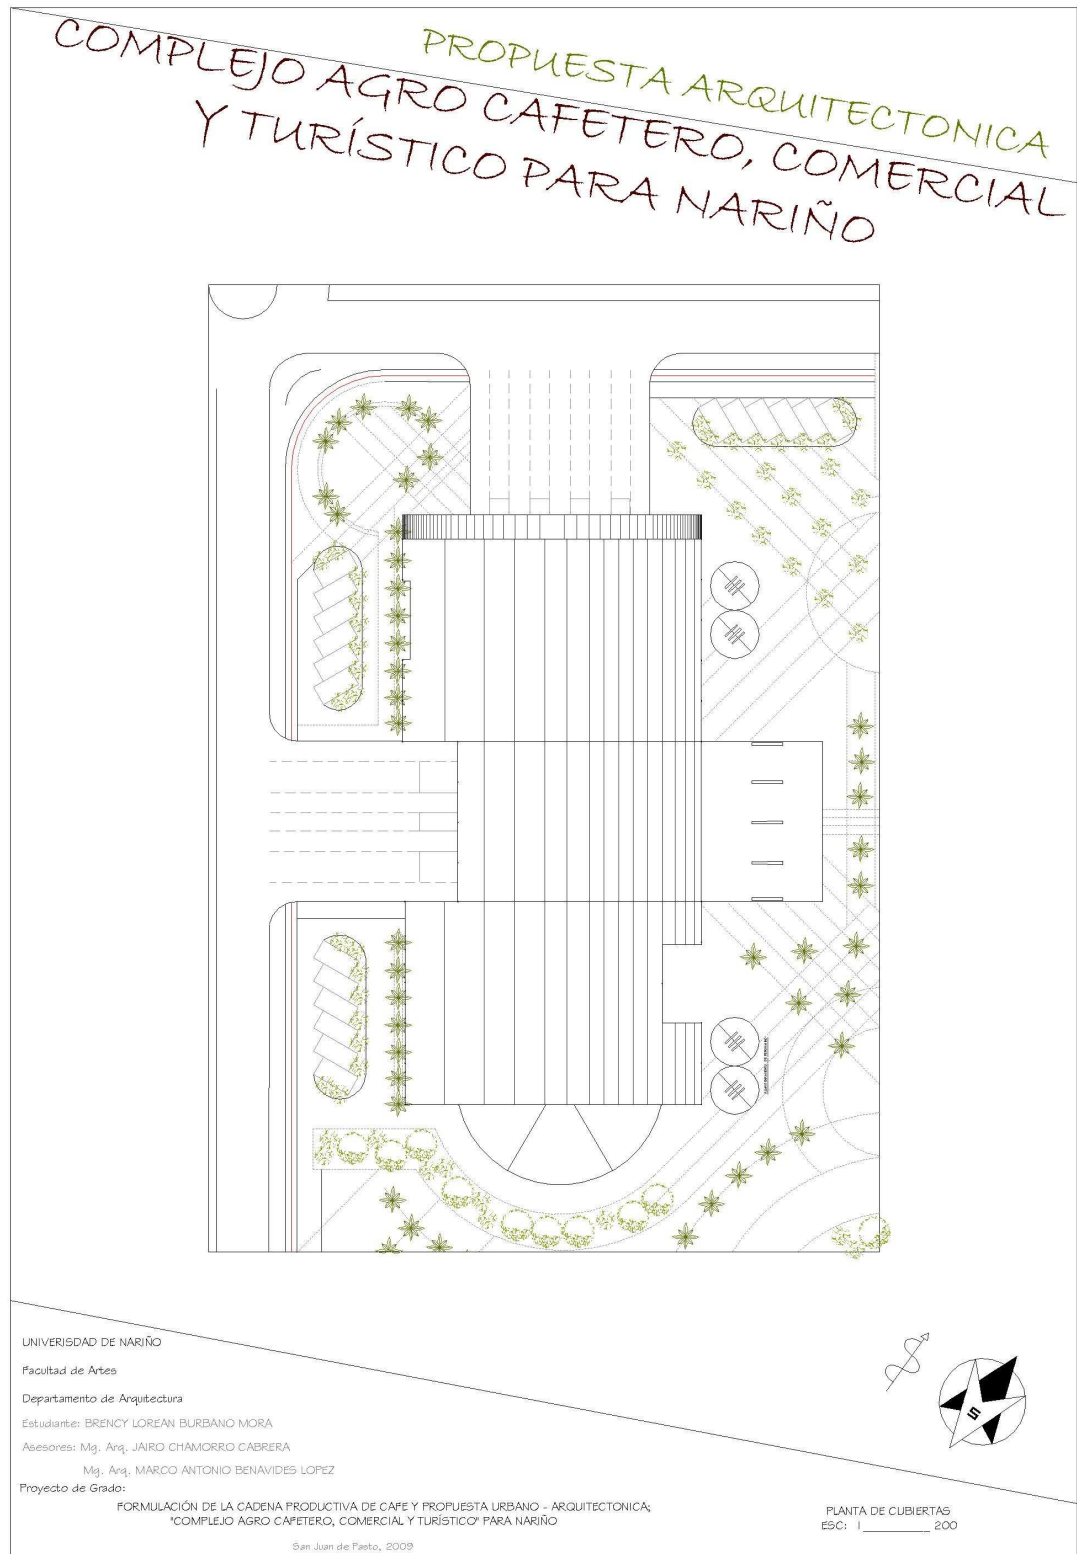 PROPUESTA ARQUITECTONICA
COMPLEJO AGRO CAFETERO, COMERCIAL
Y TURÍSTICO PARA NARIÑO
UNIVERISDAD DE NARIÑO
Facultad de Artes
Departamento de Arquitectura
Estudiante: BRENCY LOREAN BURBANO MORA
Asesores: Mg. Arq. JAIRO CHAMORRO CABRERA
Mg. Arq. MARCO ANTONIO BENAVIDES LOPEZ
Proyecto de Grado:
FORMULACIÓN DE LA CADENA PRODUCTIVA DE CAFE Y PROPUESTA URBANO - ARQUITECTONICA;
"COMPLEJO AGRO CAFETERO, COMERCIAL Y TURÍSTICO" PARA NARIÑO
San Juan de Pasto, 2009
S
PLANTA DE CUBIERTAS
ESC: 1__________ 200